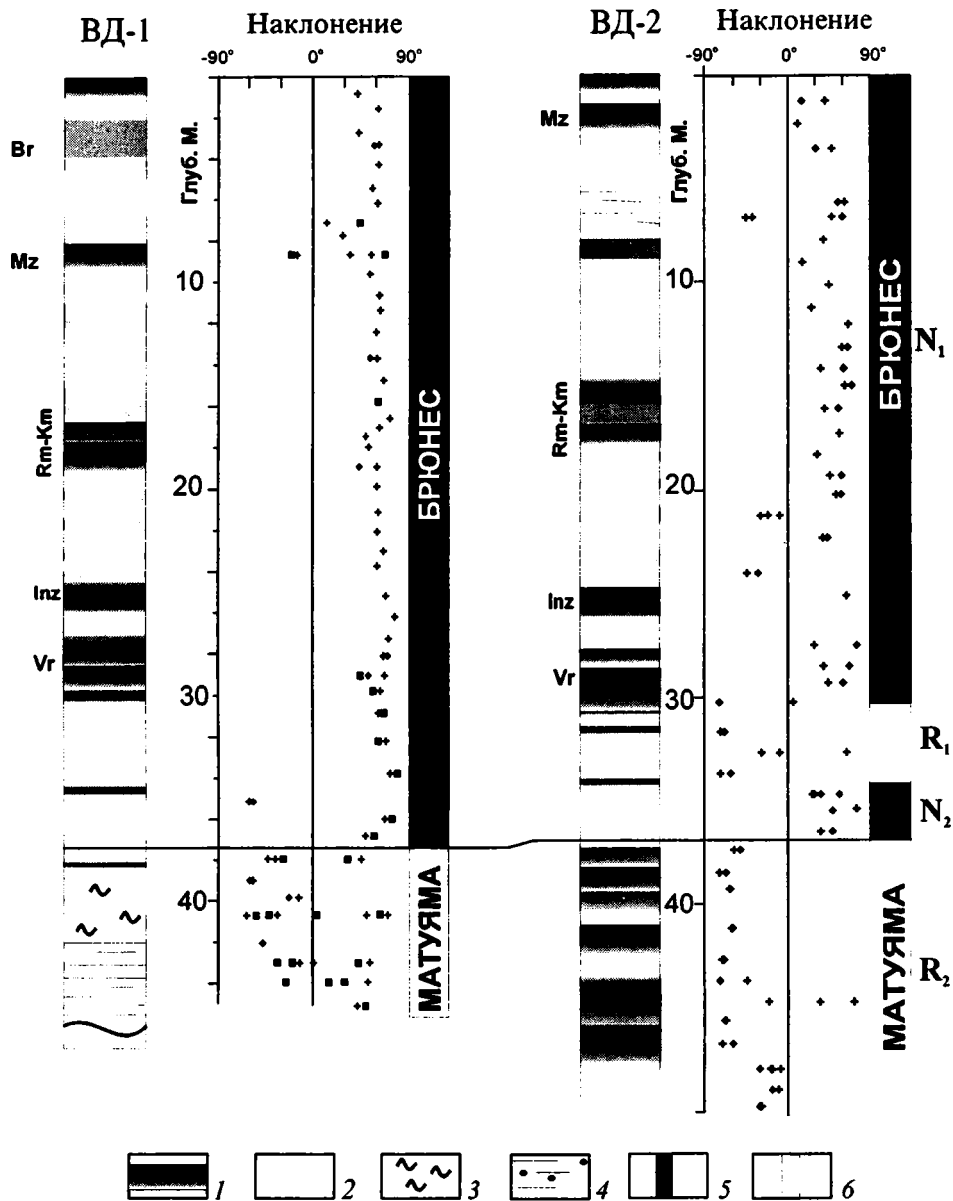 ВД-1
Наклонение
-90° 0° 90°
Глуб. М.
Br
Mz
10
Rm-Km
20
Inz
Vr
30
40
БРЮНЕС
МАТУЯМА
ВД-2
Наклонение
-90° 0° 90°
Глуб. М.
Mz
10
Rm-Km
20
Inz
Vr
30
40
БРЮНЕС
МАТУЯМА
N₁
R₁
N₂
R₂
1 2 3 4 5 6